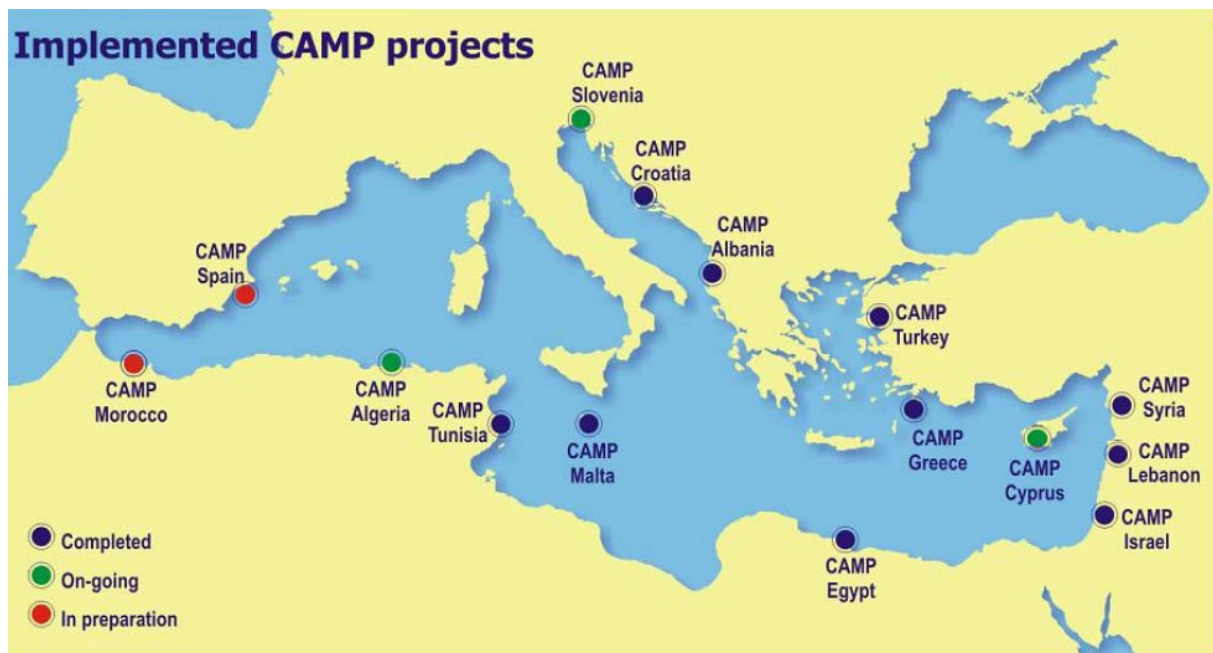 Implemented CAMP projects
CAMP
Slovenia
CAMP
Croatia
CAMP
Albania
CAMP
Spain
CAMP
Turkey
CAMP
Morocco
CAMP
Algeria
CAMP
Tunisia
CAMP
Malta
CAMP
Greece
CAMP
Cyprus
CAMP
Syria
CAMP
Lebanon
CAMP
Israel
CAMP
Egypt
Completed
On-going
In preparation